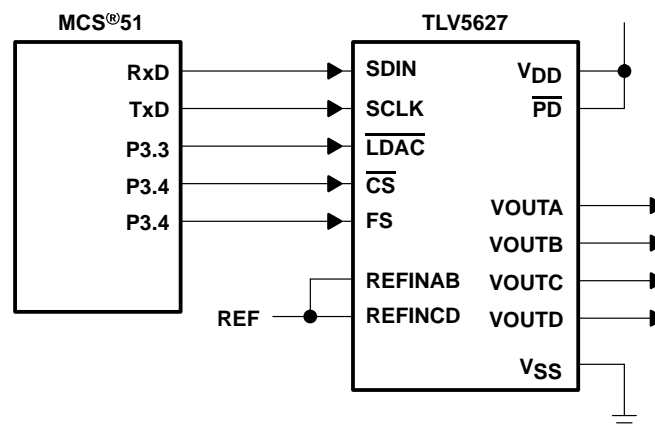 MCS®51
TLV5627
RxD
TxD
P3.3
P3.4
P3.4
SDIN
SCLK
LDAC
CS
FS
REFINAB
REFINCD
REF
VDD
PD
VOUTA
VOUTB
VOUTC
VOUTD
VSS